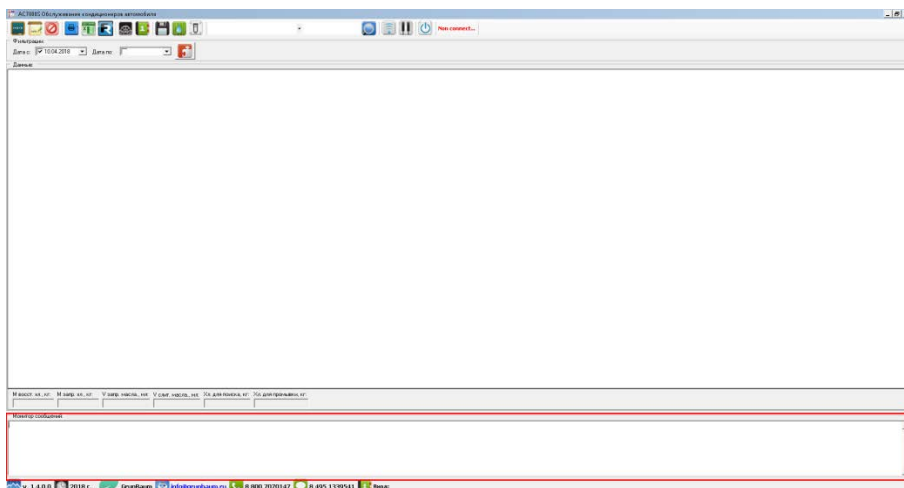 Обслуживание кондиционеров автомобиля
Non connect...
Фильтрация
Дата с: 10.04.2018 Дата по:
Данные
М восст. хл., кг. М запр. хл., кг. V запр. масла., мл. V слит. масла., мл. Хл. для поиска, кг. Хл. для промывки, кг.
Монитор сообщений
v. 1.4.0.0 2018 г. GrunBaum info@grunbaum.ru 8 800 7070147 8 495 1339541 Вход: